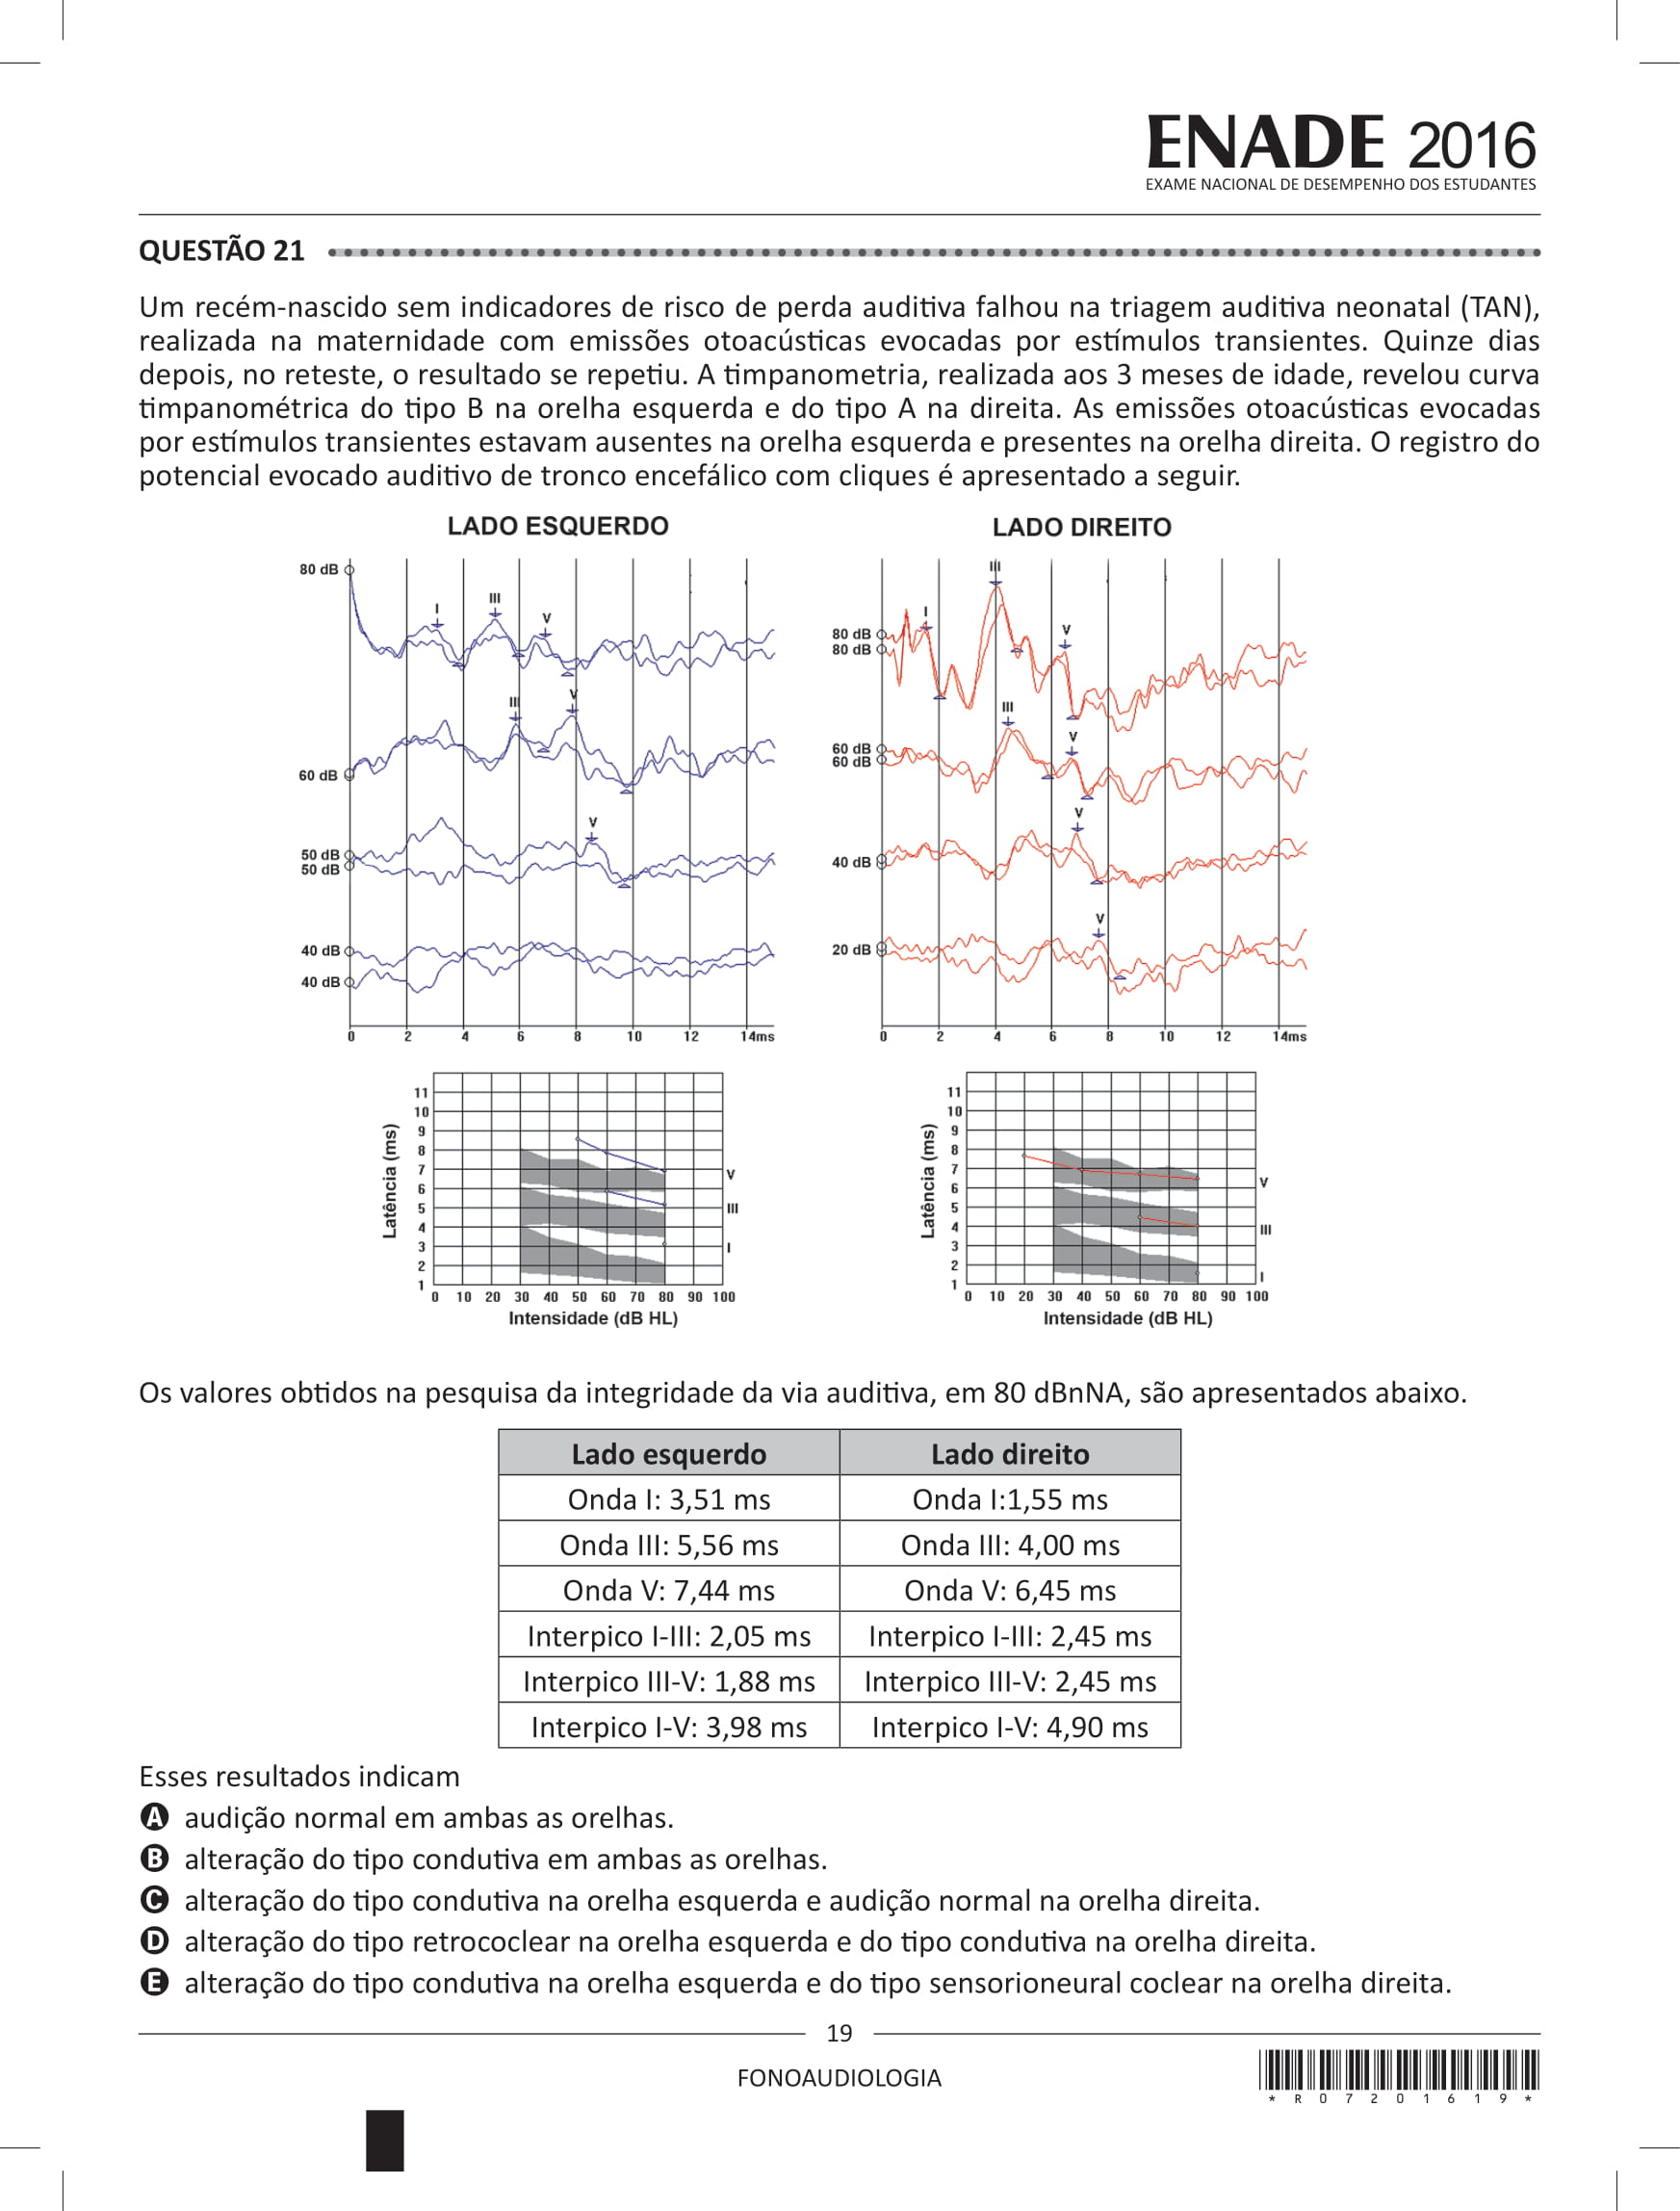 ENADE 2016
EXAME NACIONAL DE DESEMPENHO DOS ESTUDANTES
QUESTÃO 21
Um recém-nascido sem indicadores de risco de perda auditiva falhou na triagem auditiva neonatal (TAN),
realizada na maternidade com emissões otoacústicas evocadas por estímulos transientes. Quinze dias
depois, no reteste, o resultado se repetiu. A timpanometria, realizada aos 3 meses de idade, revelou curva
timpanométrica do tipo B na orelha esquerda e do tipo A na direita. As emissões otoacústicas evocadas
por estímulos transientes estavam ausentes na orelha esquerda e presentes na orelha direita. O registro do
potencial evocado auditivo de tronco encefálico com cliques é apresentado a seguir.
LADO ESQUERDO
80 dB
I
III
V
60 dB
III
V
50 dB
50 dB
V
40 dB
40 dB
0 2 4 6 8 10 12 14ms
LADO DIREITO
80 dB
80 dB
I
III
V
60 dB
60 dB
III
V
40 dB
V
20 dB
V
0 2 4 6 8 10 12 14ms
Latência (ms)
11
10
9
8
7
6
5
4
3
2
1
V
III
I
0 10 20 30 40 50 60 70 80 90 100
Intensidade (dB HL)
Latência (ms)
11
10
9
8
7
6
5
4
3
2
1
V
III
I
0 10 20 30 40 50 60 70 80 90 100
Intensidade (dB HL)
Os valores obtidos na pesquisa da integridade da via auditiva, em 80 dBnNA, são apresentados abaixo.
Lado esquerdo Lado direito
Onda I: 3,51 ms Onda I:1,55 ms
Onda III: 5,56 ms Onda III: 4,00 ms
Onda V: 7,44 ms Onda V: 6,45 ms
Interpico I-III: 2,05 ms Interpico I-III: 2,45 ms
Interpico III-V: 1,88 ms Interpico III-V: 2,45 ms
Interpico I-V: 3,98 ms Interpico I-V: 4,90 ms
Esses resultados indicam
A audição normal em ambas as orelhas.
B alteração do tipo condutiva em ambas as orelhas.
C alteração do tipo condutiva na orelha esquerda e audição normal na orelha direita.
D alteração do tipo retrococlear na orelha esquerda e do tipo condutiva na orelha direita.
E alteração do tipo condutiva na orelha esquerda e do tipo sensorioneural coclear na orelha direita.
19
FONOAUDIOLOGIA
* R 0 7 2 0 1 6 1 9 *